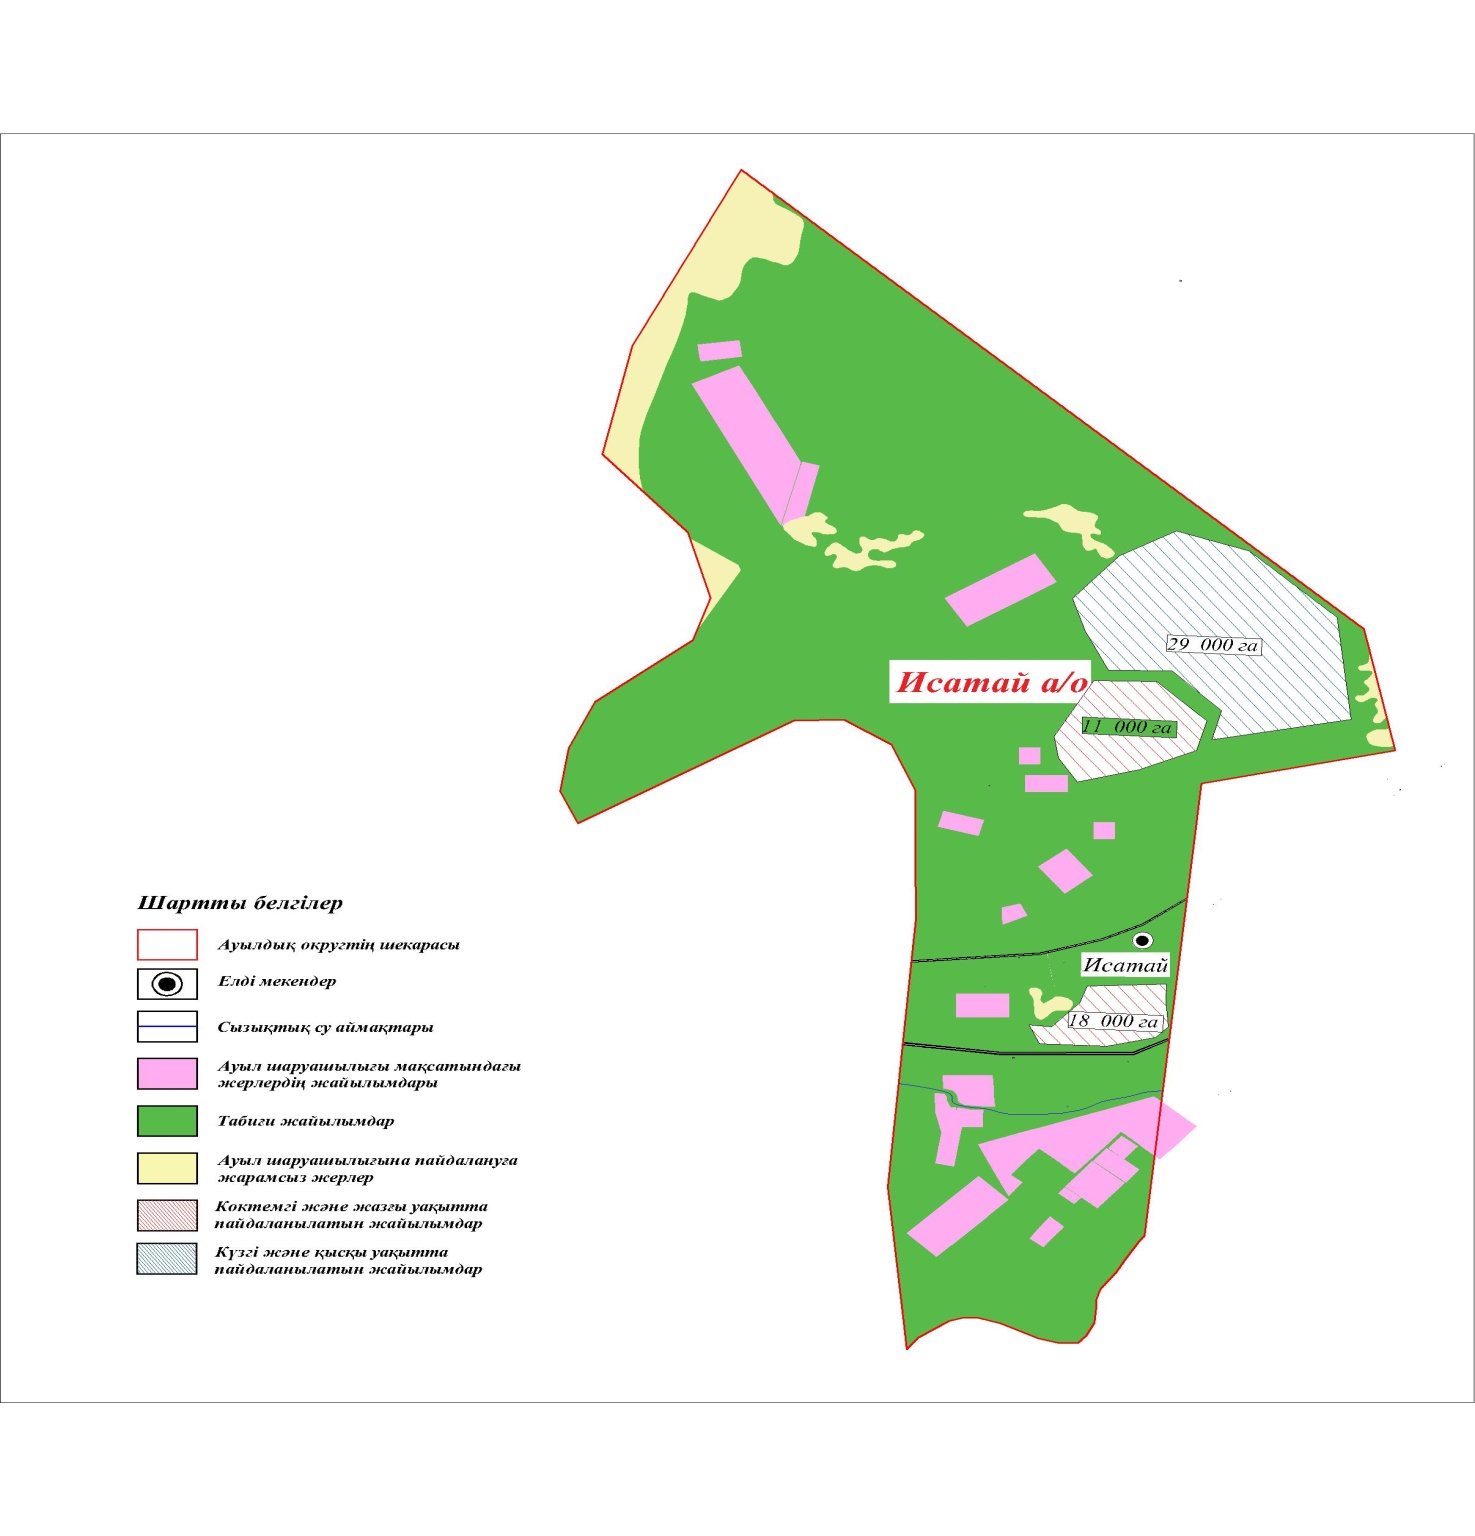 29 000 га
Исатай а/о
11 000 га
Исатай
18 000 га
Шартты белгілер
Ауылдық округтің шекарасы
Елді мекендер
Сызықтық су аймақтары
Ауыл шаруашылығы мақсатындағы
жерлердің жайылымдары
Табиғи жайылымдар
Ауыл шаруашылығына пайдалануға
жарамсыз жерлер
Көктемгі және жазғы уақытта
пайдаланылатын жайылымдар
Күзгі және қысқы уақытта
пайдаланылатын жайылымдар